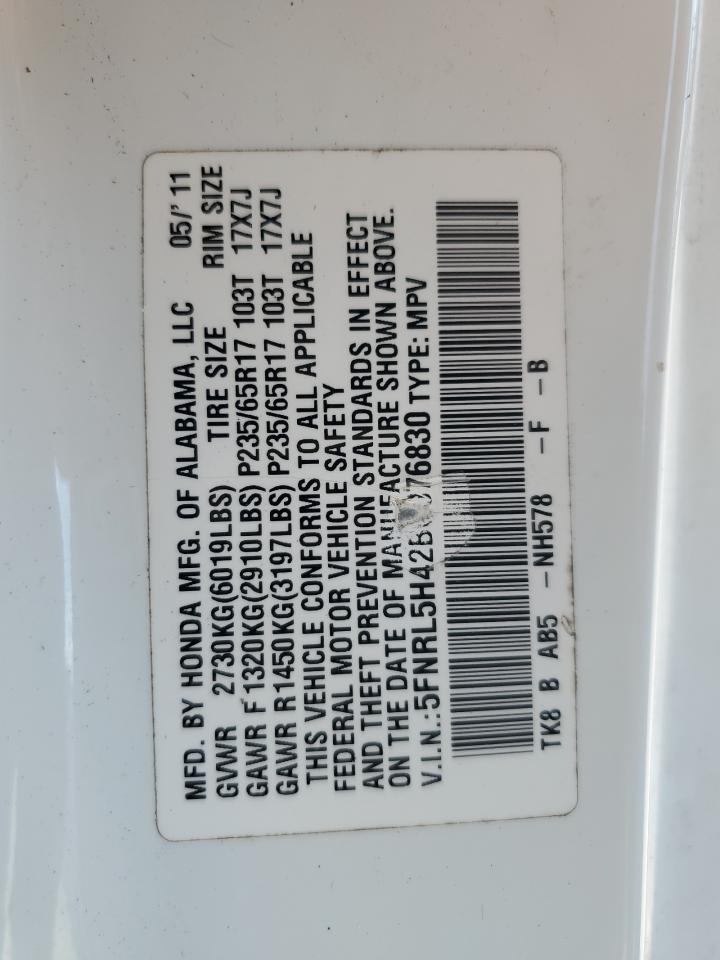 MFD. BY HONDA MFG. OF ALABAMA, LLC 05/'11
GVWR 2730KG(6019LBS) TIRE SIZE RIM SIZE
GAWR F 1320KG(2910LBS) P235/65R17 103T 17X7J
GAWR R 1450KG(3197LBS) P235/65R17 103T 17X7J
THIS VEHICLE CONFORMS TO ALL APPLICABLE
FEDERAL MOTOR VEHICLE SAFETY
AND THEFT PREVENTION STANDARDS IN EFFECT
ON THE DATE OF MANUFACTURE SHOWN ABOVE.
V.I.N.: TYPE: MPV
TK8 B AB5 -NH578 -F -B